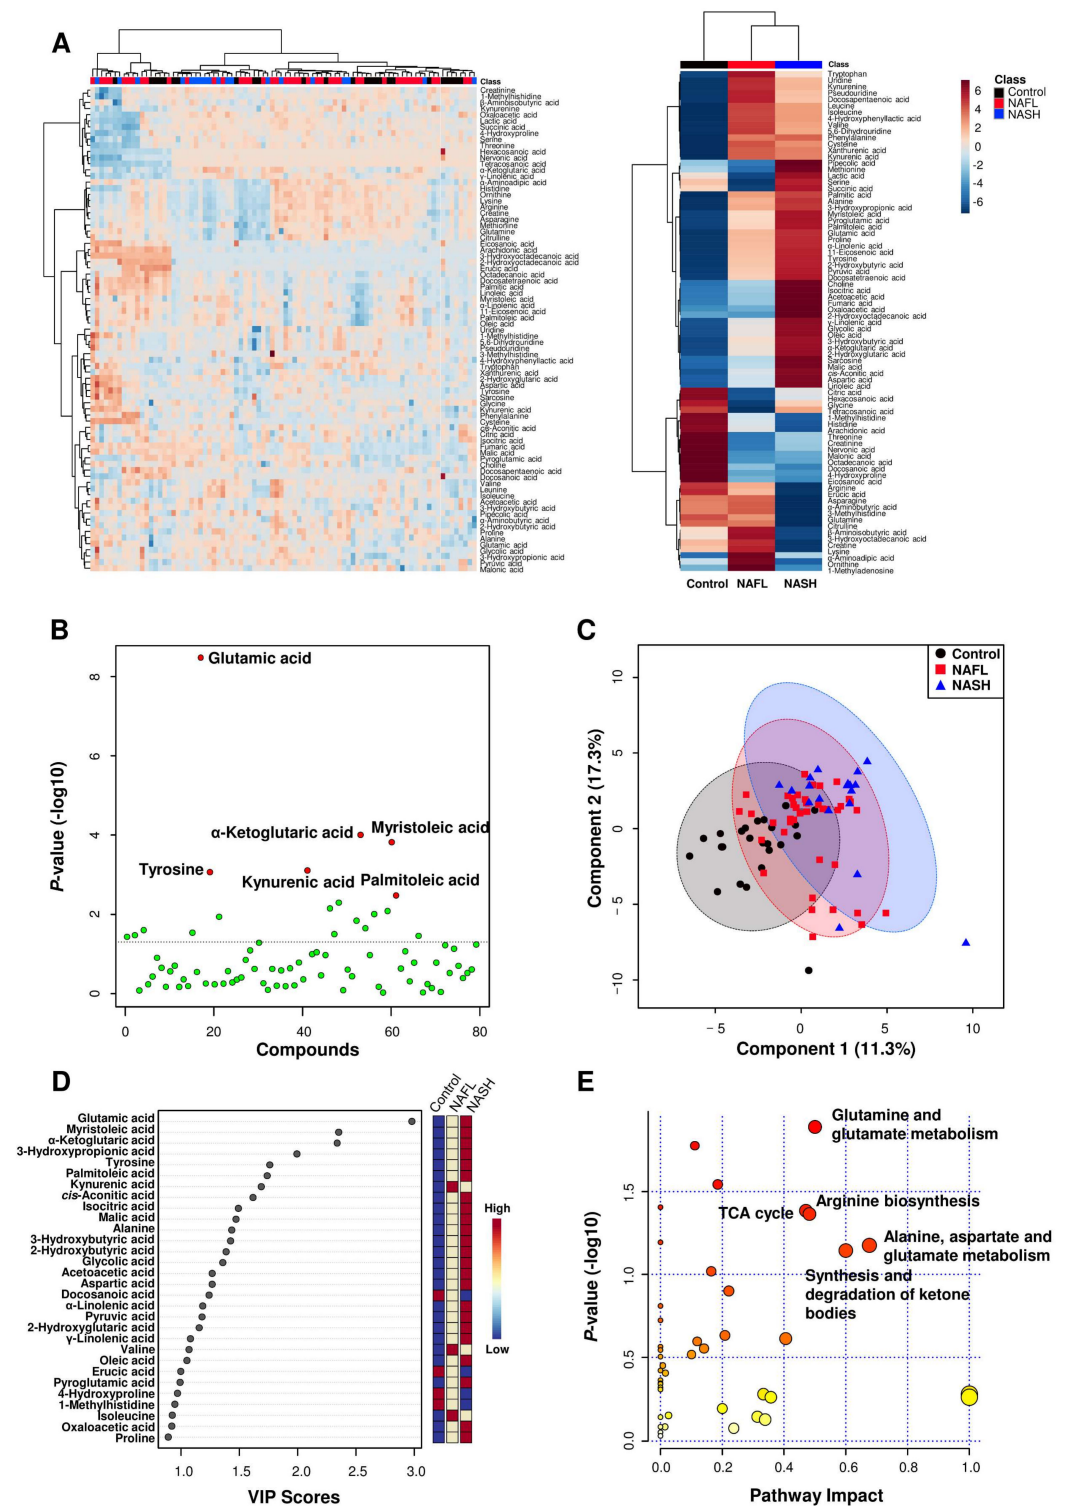 A
Class
Creatinine
1-Methylhishidine
β-Aminoisobutyric acid
Kynurenine
Oxaloacetic acid
Lactic acid
Succinic acid
4-Hydroxyproline
Serine
Threonine
Hexacosanoic acid
Nervonic acid
Tetracosanoic acid
α-Ketoglutaric acid
γ-Linolenic acid
α-Aminoadipic acid
Histidine
Ornithine
Lysine
Arginine
Creatine
Asparagine
Methionine
Glutamine
Citrulline
Eicosanoic acid
Arachidonic acid
3-Hydroxyoctadecanoic acid
2-Hydroxyoctadecanoic acid
Erucic acid
Octadecanoic acid
Docosatetraenoic acid
Palmitic acid
Linoleic acid
Myristoleic acid
α-Linolenic acid
11-Eicosenoic acid
Palmitoleic acid
Oleic acid
Uridine
1-Methylhistidine
5,6-Dihydrouridine
Pseudouridine
3-Methylhistidine
4-Hydroxyphenyllactic acid
Tryptophan
Xanthurenic acid
2-Hydroxyglutaric acid
Aspartic acid
Tyrosine
Sarcosine
Glycine
Kynurenic acid
Phenylalanine
Cysteine
cis-Aconitic acid
Citric acid
Isocitric acid
Fumaric acid
Malic acid
Pyroglutamic acid
Choline
Docosapentaenoic acid
Docosanoic acid
Valine
Leunine
Isoleucine
Acetoacetic acid
3-Hydroxybutyric acid
Pipecolic acid
α-Aminobutyric acid
2-Hydroxybutyric acid
Proline
Alanine
Glutamic acid
Glycolic acid
3-Hydroxypropionic acid
Pyruvic acid
Malonic acid
Class
Tryptophan
Uridine
Kynurenine
Pseudouridine
Docosapentaenoic acid
Leucine
Isoleucine
4-Hydroxyphenyllactic acid
Valine
5,6-Dihydrouridine
Phenylalanine
Cysteine
Xanthurenic acid
Kynurenic acid
Pipecolic acid
Methionine
Lactic acid
Serine
Succinic acid
Palmitic acid
Alanine
3-Hydroxypropionic acid
Myristoleic acid
Pyroglutamic acid
Palmitoleic acid
Glutamic acid
Proline
α-Linolenic acid
11-Eicosenoic acid
Tyrosine
2-Hydroxybutyric acid
Pyruvic acid
Docosatetraenoic acid
Choline
Isocitric acid
Acetoacetic acid
Fumaric acid
Oxaloacetic acid
2-Hydroxyoctadecanoic acid
γ-Linolenic acid
Glycolic acid
Oleic acid
3-Hydroxybutyric acid
α-Ketoglutaric acid
2-Hydroxyglutaric acid
Sarcosine
Malic acid
cis-Aconitic acid
Aspartic acid
Linoleic acid
Citric acid
Hexacosanoic acid
Glycine
Tetracosanoic acid
1-Methylhistidine
Histidine
Arachidonic acid
Threonine
Creatinine
Nervonic acid
Malonic acid
Octadecanoic acid
Docosanoic acid
4-Hydroxyproline
Eicosanoic acid
Arginine
Erucic acid
Asparagine
α-Aminobutyric acid
3-Methylhistidine
Glutamine
Citrulline
β-Aminoisobutyric acid
3-Hydroxyoctadecanoic acid
Creatine
Lysine
α-Aminoadipic acid
Ornithine
1-Methyladenosine
Control NAFL NASH
6
4
2
0
-2
-4
-6
Class
Control
NAFL
NASH
B
Glutamic acid
α-Ketoglutaric acid
Myristoleic acid
Tyrosine
Kynurenic acid
Palmitoleic acid
P-value (-log10)
8
6
4
2
0
0 20 40 60 80
Compounds
C
Control
NAFL
NASH
Component 2 (17.3%)
10
5
0
−5
−10
−5 0 5 10
Component 1 (11.3%)
D
Control
NAFL
NASH
Glutamic acid
Myristoleic acid
α-Ketoglutaric acid
3-Hydroxypropionic acid
Tyrosine
Palmitoleic acid
Kynurenic acid
cis-Aconitic acid
Isocitric acid
Malic acid
Alanine
3-Hydroxybutyric acid
2-Hydroxybutyric acid
Glycolic acid
Acetoacetic acid
Aspartic acid
Docosanoic acid
α-Linolenic acid
Pyruvic acid
2-Hydroxyglutaric acid
γ-Linolenic acid
Valine
Oleic acid
Erucic acid
Pyroglutamic acid
4-Hydroxyproline
1-Methylhistidine
Isoleucine
Oxaloacetic acid
Proline
High
Low
1.0 1.5 2.0 2.5 3.0
VIP Scores
E
Glutamine and
glutamate metabolism
Arginine biosynthesis
TCA cycle
Alanine, aspartate and
glutamate metabolism
Synthesis and
degradation of ketone
bodies
P-value (-log10)
1.5
1.0
0.5
0.0
0.0 0.2 0.4 0.6 0.8 1.0
Pathway Impact